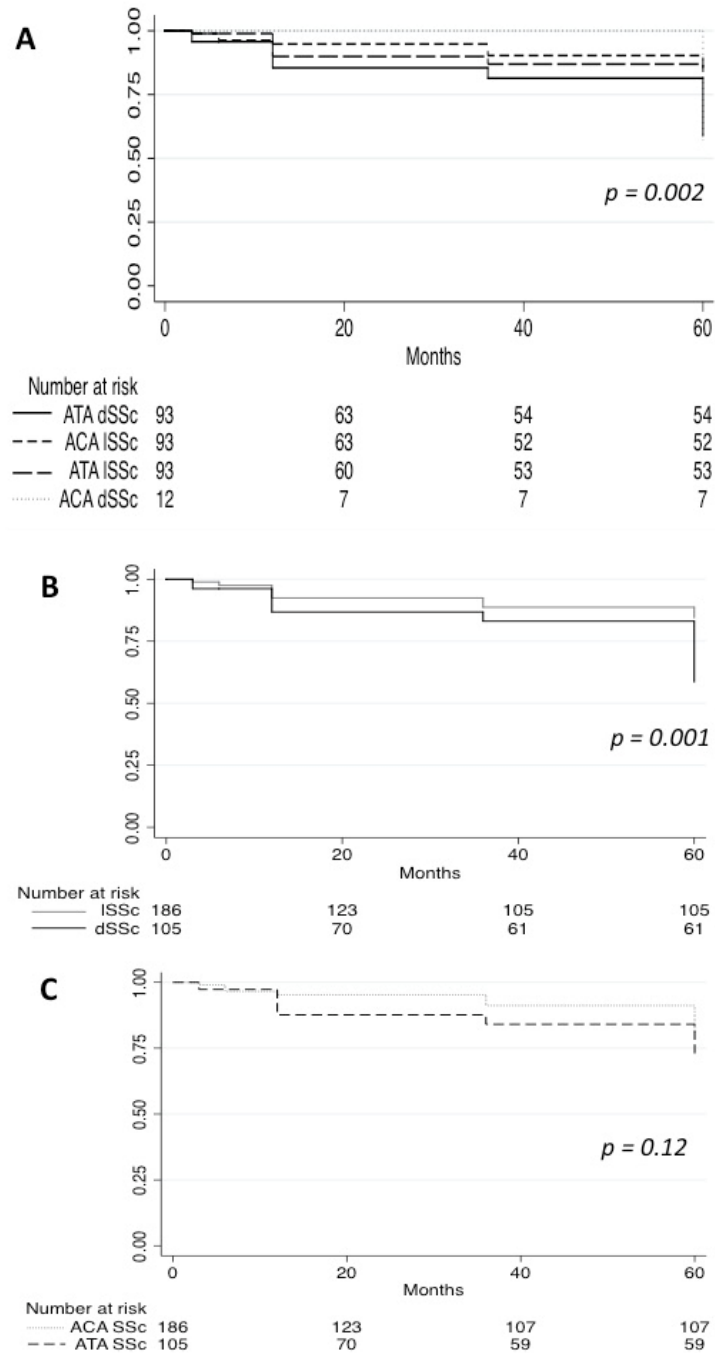 A
1.00
0.75
0.50
0.25
0.00
p = 0.002
0 20 40 60
Months
Number at risk
ATA dSSc 93 63 54 54
ACA lSSc 93 63 52 52
ATA lSSc 93 60 53 53
ACA dSSc 12 7 7 7
B
1.00
0.75
0.50
0.25
0.00
p = 0.001
0 20 40 60
Months
Number at risk
lSSc 186 123 105 105
dSSc 105 70 61 61
C
1.00
0.75
0.50
0.25
0.00
p = 0.12
0 20 40 60
Months
Number at risk
ACA SSc 186 123 107 107
ATA SSc 105 70 59 59